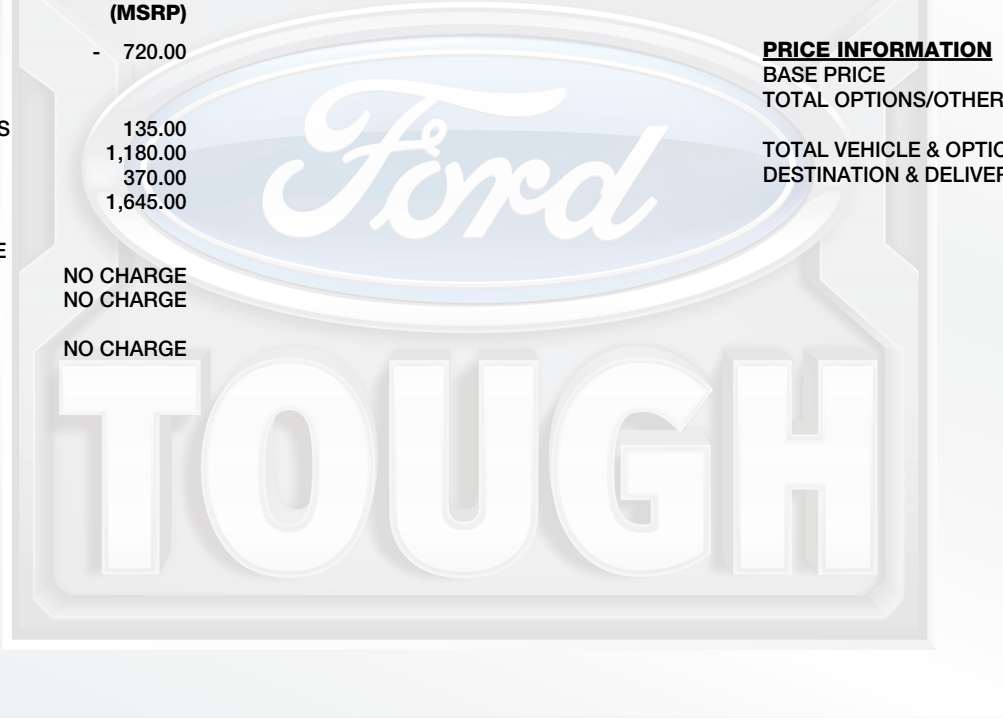 (MSRP)
- 720.00
S 135.00
1,180.00
370.00
1,645.00
E
NO CHARGE
NO CHARGE
NO CHARGE
PRICE INFORMATION
BASE PRICE
TOTAL OPTIONS/OTHER
TOTAL VEHICLE & OPTIO
DESTINATION & DELIVER
Ford
TOUGH